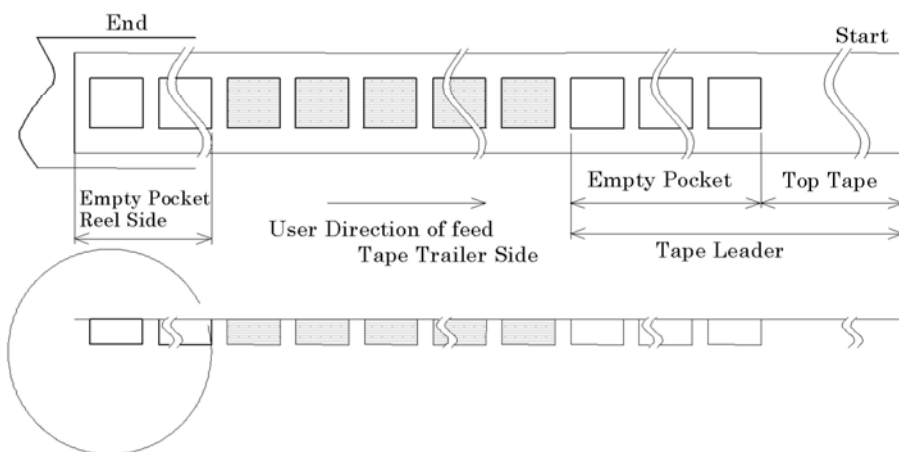 End
Start
Empty Pocket
Reel Side
Empty Pocket
Top Tape
User Direction of feed
Tape Trailer Side
Tape Leader